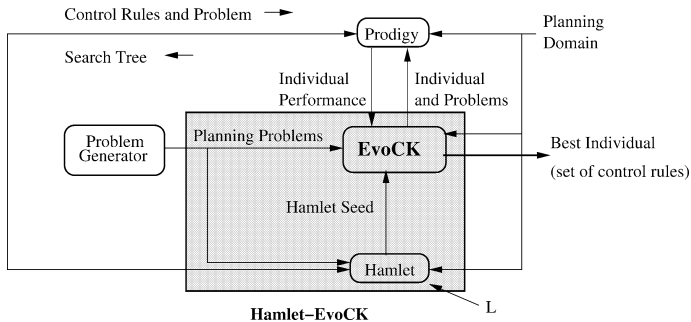 Control Rules and Problem
Search Tree
Prodigy
Planning
Domain
Individual
Performance
Individual
and Problems
Problem
Generator
Planning Problems
EvoCK
Best Individual
(set of control rules)
Hamlet Seed
Hamlet
L
Hamlet−EvoCK